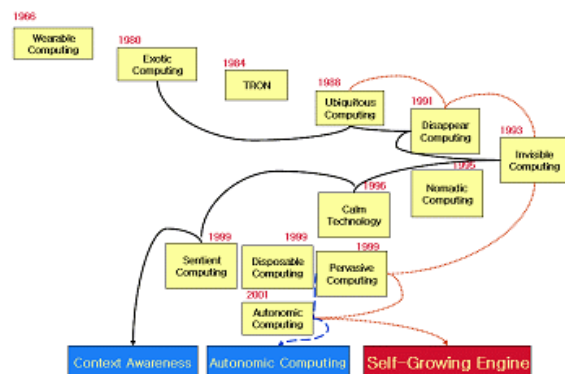 1966
Wearable
Computing
1980
Exotic
Computing
1984
TRON
1988
Ubiquitous
Computing
1991
Disappear
Computing
1993
Invisible
Computing
1995
Nomadic
Computing
1996
Calm
Technology
1999
Sentient
Computing
1999
Disposable
Computing
1999
Pervasive
Computing
2001
Autonomic
Computing
Context Awareness
Autonomic Computing
Self-Growing Engine